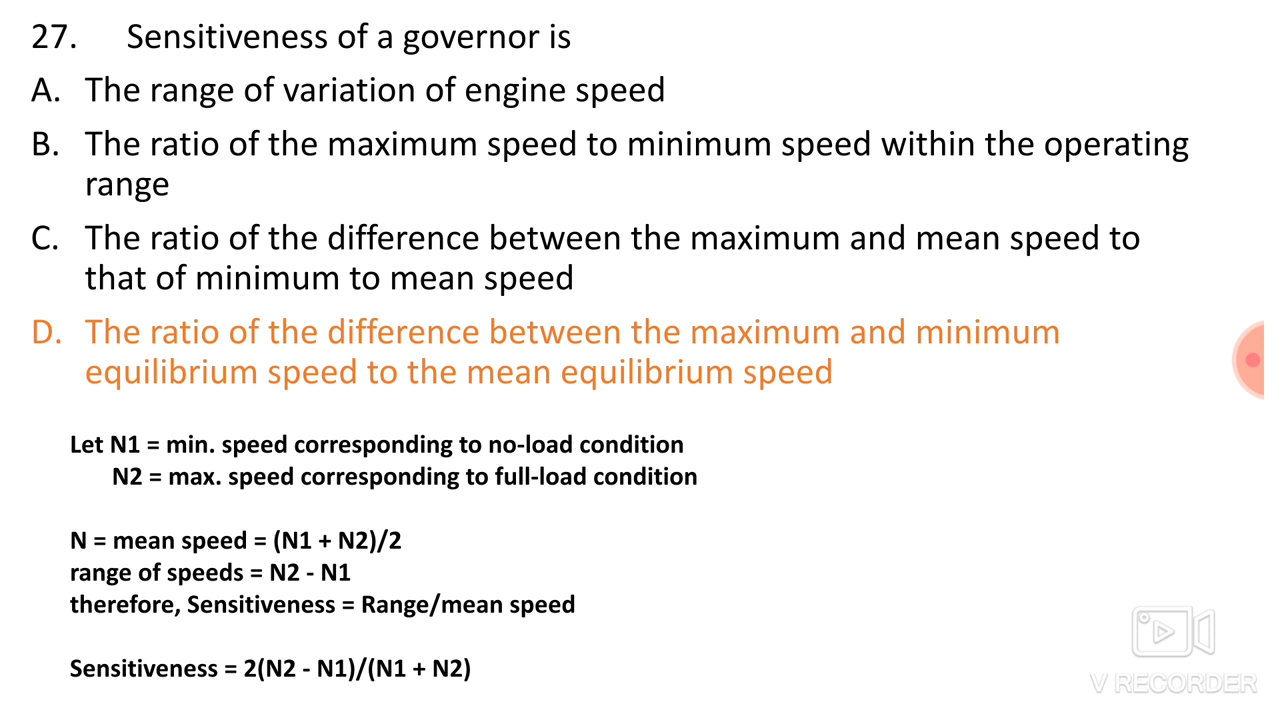 27. Sensitiveness of a governor is
A. The range of variation of engine speed
B. The ratio of the maximum speed to minimum speed within the operating
range
C. The ratio of the difference between the maximum and mean speed to
that of minimum to mean speed
D. The ratio of the difference between the maximum and minimum
equilibrium speed to the mean equilibrium speed
Let N1 = min. speed corresponding to no-load condition
N2 = max. speed corresponding to full-load condition
N = mean speed = (N1 + N2)/2
range of speeds = N2 - N1
therefore, Sensitiveness = Range/mean speed
Sensitiveness = 2(N2 - N1)/(N1 + N2)
V RECORDER